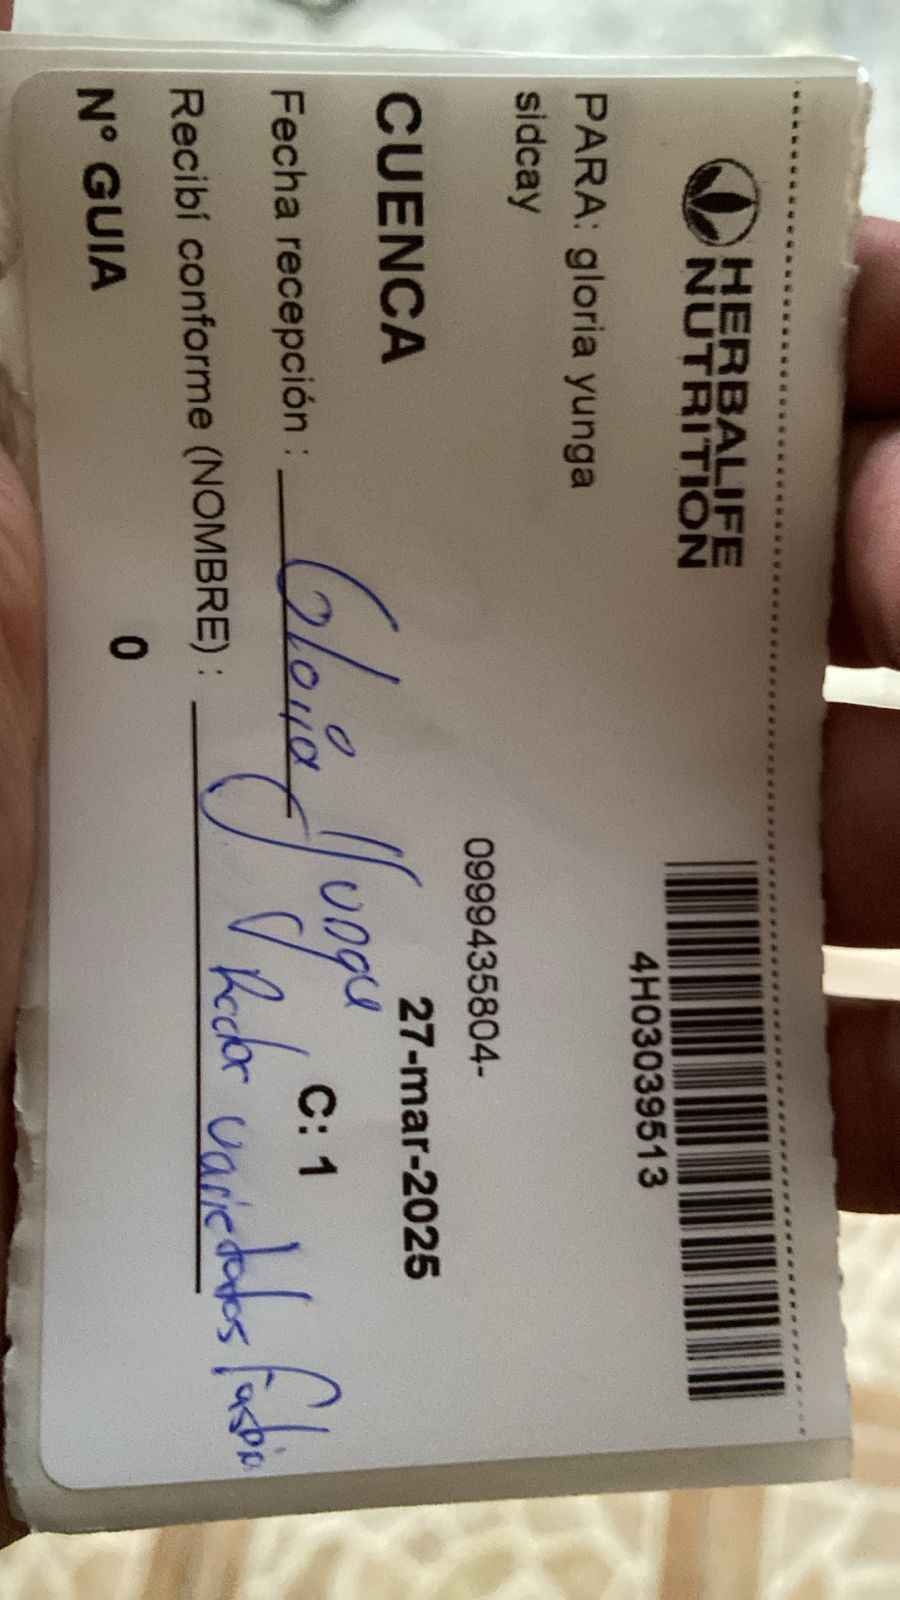 HERBALIFE
NUTRITION
4H03039513
PARA: gloria yunga
sidcay
0999435804-
CUENCA
27-mar-2025
Fecha recepción :
C: 1
Gloria Yunga
Recibí conforme (NOMBRE) :
variedades
N° GUIA 0